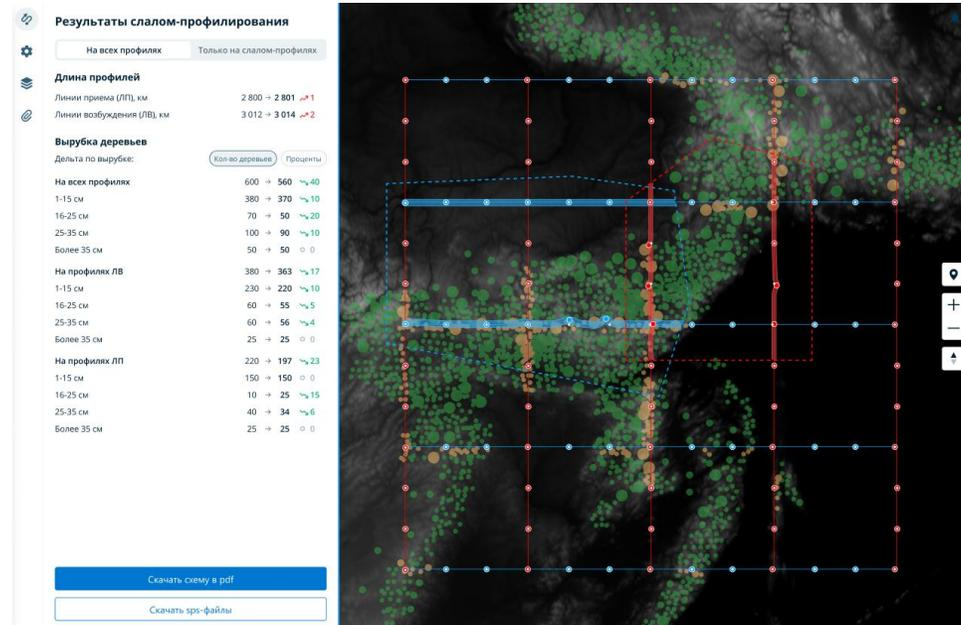 Результаты слалом-профилирования
На всех профилях Только на слалом-профилях
Длина профилей
Линии приема (ЛП), км 2 800 → 2 801 1
Линии возбуждения (ЛВ), км 3 012 → 3 014 2
Вырубка деревьев
Дельта по вырубке: Кол-во деревьев Проценты
На всех профилях 600 → 560 40
1-15 см 380 → 370 10
16-25 см 70 → 50 20
25-35 см 100 → 90 10
Более 35 см 50 → 50 0
На профилях ЛВ 380 → 363 17
1-15 см 230 → 220 10
16-25 см 60 → 55 5
25-35 см 60 → 56 4
Более 35 см 25 → 25 0
На профилях ЛП 220 → 197 23
1-15 см 150 → 150 0
16-25 см 10 → 25 15
25-35 см 40 → 34 6
Более 35 см 25 → 25 0
Скачать схему в pdf
Скачать sps-файлы